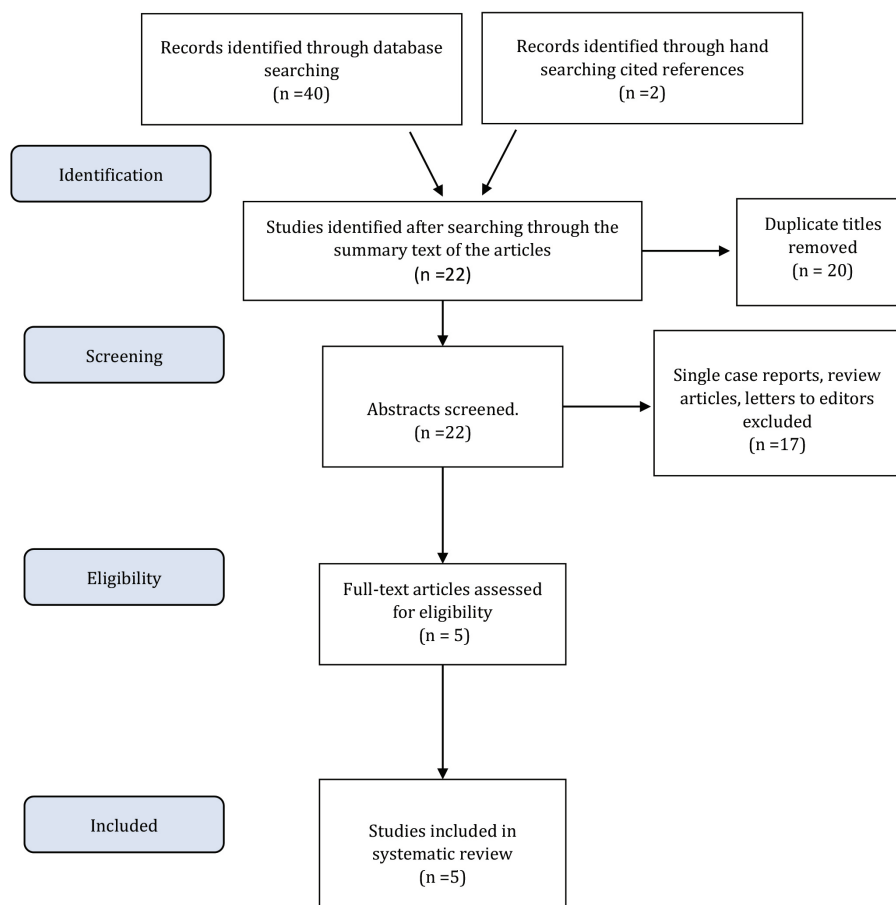 Records identified through database
searching
(n =40)
Records identified through hand
searching cited references
(n =2)
Identification
Studies identified after searching through the
summary text of the articles
(n =22)
Duplicate titles
removed
(n = 20)
Screening
Abstracts screened.
(n =22)
Single case reports, review
articles, letters to editors
excluded
(n =17)
Eligibility
Full-text articles assessed
for eligibility
(n = 5)
Included
Studies included in
systematic review
(n =5)